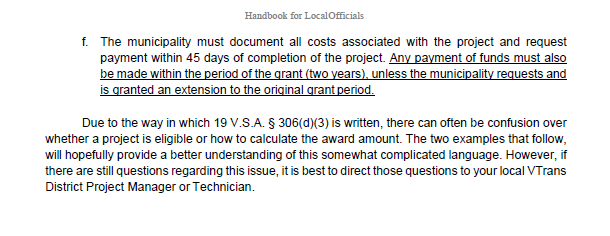 Handbook for LocalOfficials
f. The municipality must document all costs associated with the project and request
payment within 45 days of completion of the project. Any payment of funds must also
be made within the period of the grant (two years), unless the municipality requests and
is granted an extension to the original grant period.
Due to the way in which 19 V.S.A. § 306(d)(3) is written, there can often be confusion over
whether a project is eligible or how to calculate the award amount. The two examples that follow,
will hopefully provide a better understanding of this somewhat complicated language. However, if
there are still questions regarding this issue, it is best to direct those questions to your local VTrans
District Project Manager or Technician.